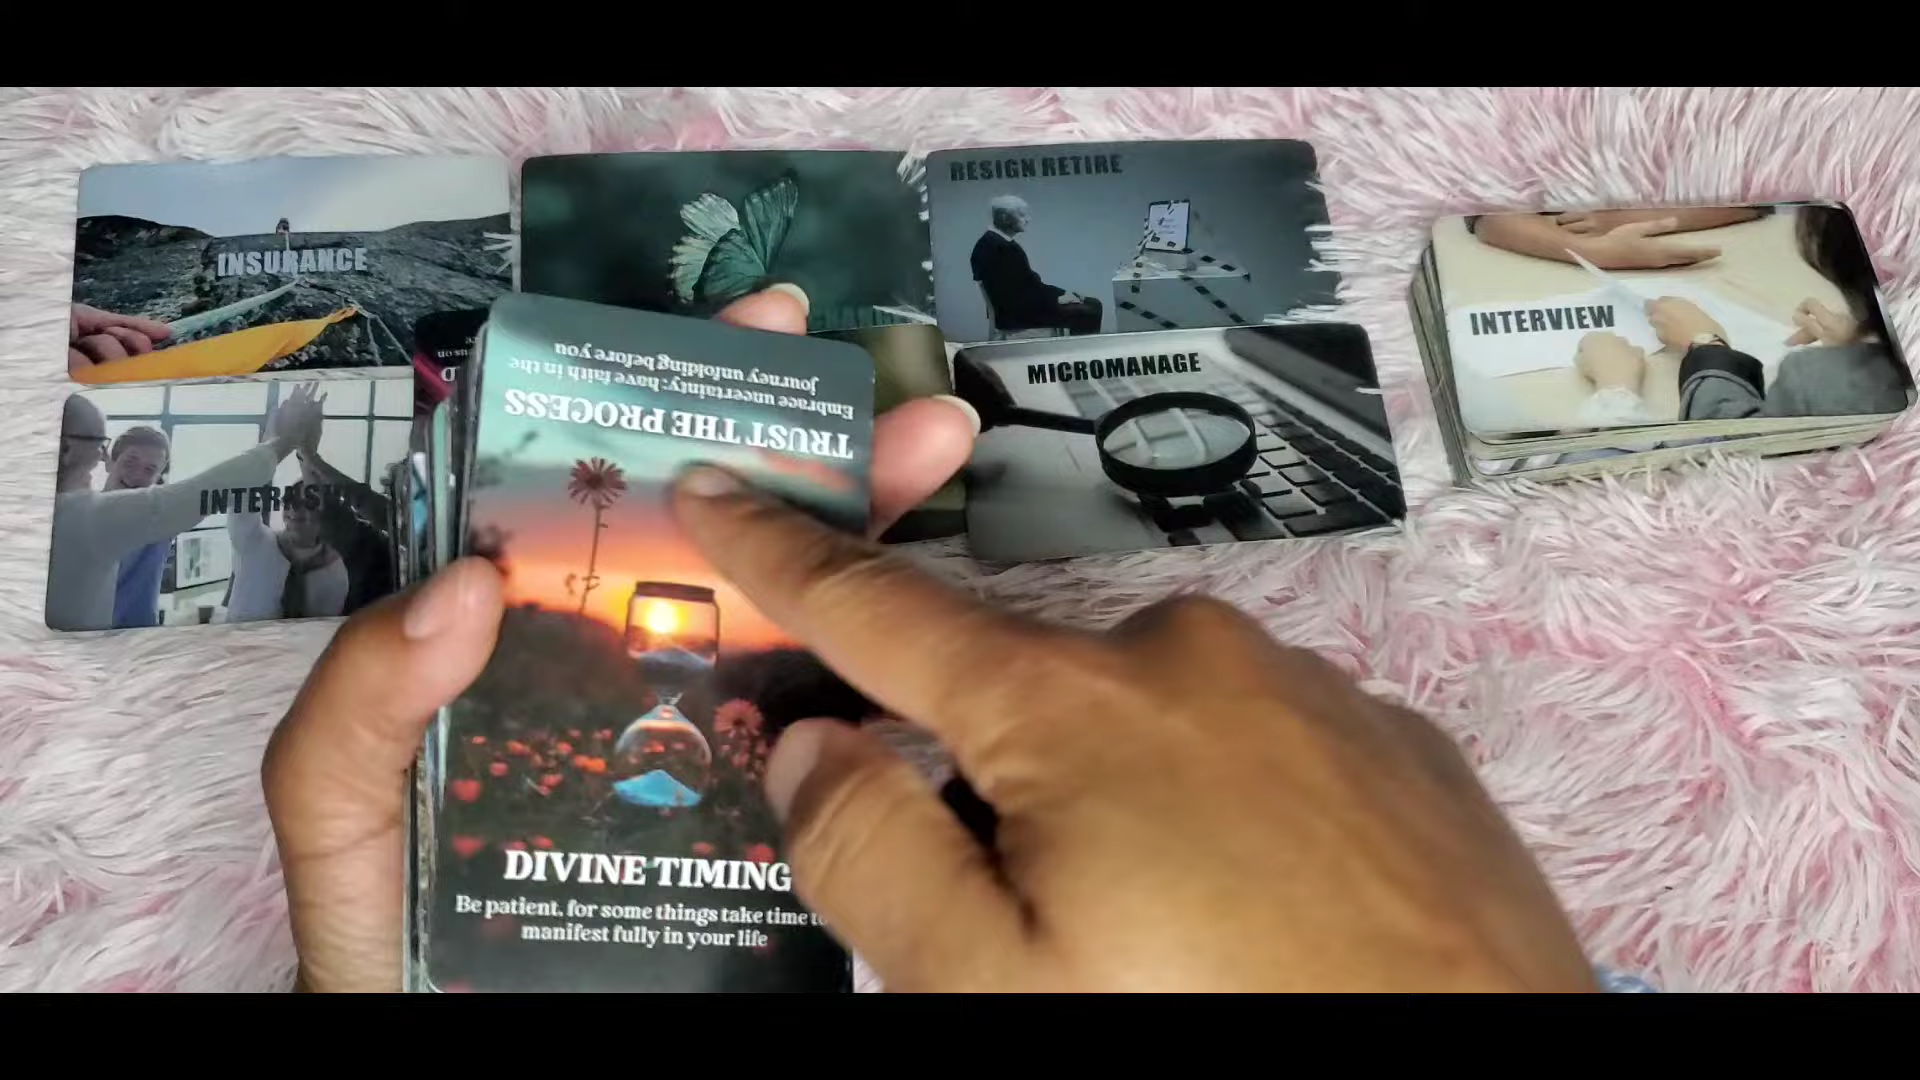 INSURANCE
RESIGN RETIRE
INTERVIEW
MICROMANAGE
TRUST THE PROCESS
Embrace uncertainty; have faith in the
journey unfolding before you
DIVINE TIMING
Be patient, for some things take time
manifest fully in your life